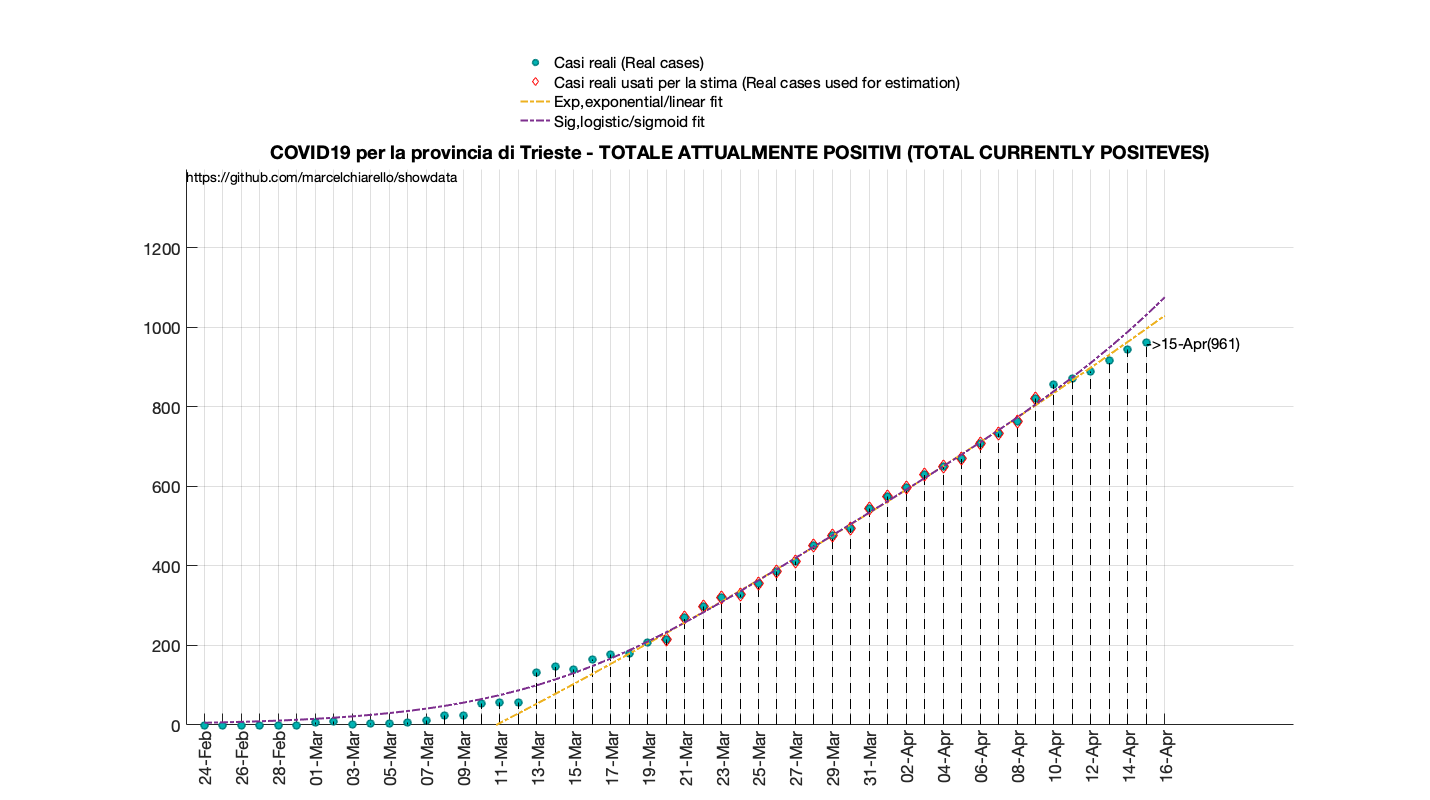 Casi reali (Real cases)
Casi reali usati per la stima (Real cases used for estimation)
Exp,exponential/linear fit
Sig,logistic/sigmoid fit
COVID19 per la provincia di Trieste - TOTALE ATTUALMENTE POSITIVI (TOTAL CURRENTLY POSITEVES)
https://github.com/marcelchiarello/showdata
1200
1000
->15-Apr(961)
800
600
400
200
0
24-Feb
26-Feb
28-Feb
01-Mar
03-Mar
05-Mar
07-Mar
09-Mar
11-Mar
13-Mar
15-Mar
17-Mar
19-Mar
21-Mar
23-Mar
25-Mar
27-Mar
29-Mar
31-Mar
02-Apr
04-Apr
06-Apr
08-Apr
10-Apr
12-Apr
14-Apr
16-Apr